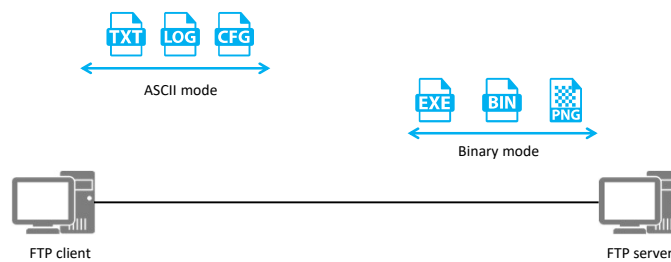 TXT LOG CFG
ASCII mode
EXE BIN PNG
Binary mode
FTP client
FTP server